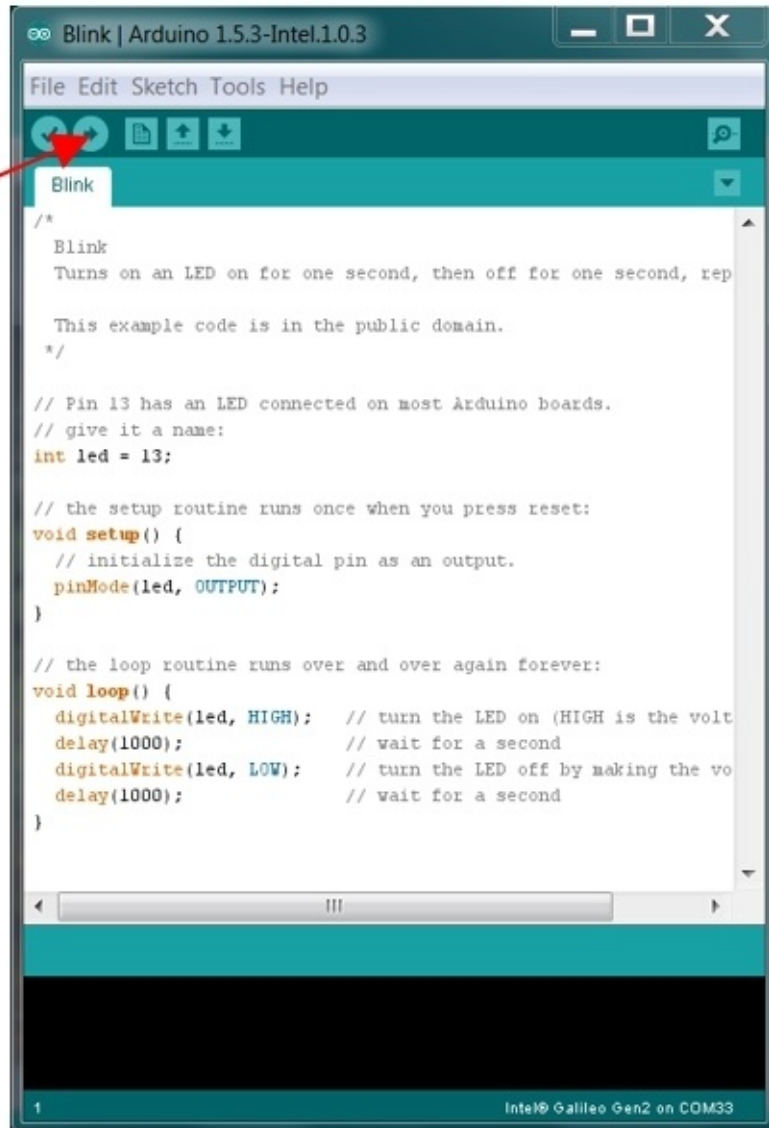 Blink | Arduino 1.5.3-Intel.1.0.3
File Edit Sketch Tools Help
Blink
/*
  Blink
  Turns on an LED on for one second, then off for one second, rep

  This example code is in the public domain.
 */

// Pin 13 has an LED connected on most Arduino boards.
// give it a name:
int led = 13;

// the setup routine runs once when you press reset:
void setup() {
  // initialize the digital pin as an output.
  pinMode(led, OUTPUT);
}

// the loop routine runs over and over again forever:
void loop() {
  digitalWrite(led, HIGH);   // turn the LED on (HIGH is the volt
  delay(1000);               // wait for a second
  digitalWrite(led, LOW);    // turn the LED off by making the vo
  delay(1000);               // wait for a second
}
1 Intel® Galileo Gen2 on COM33